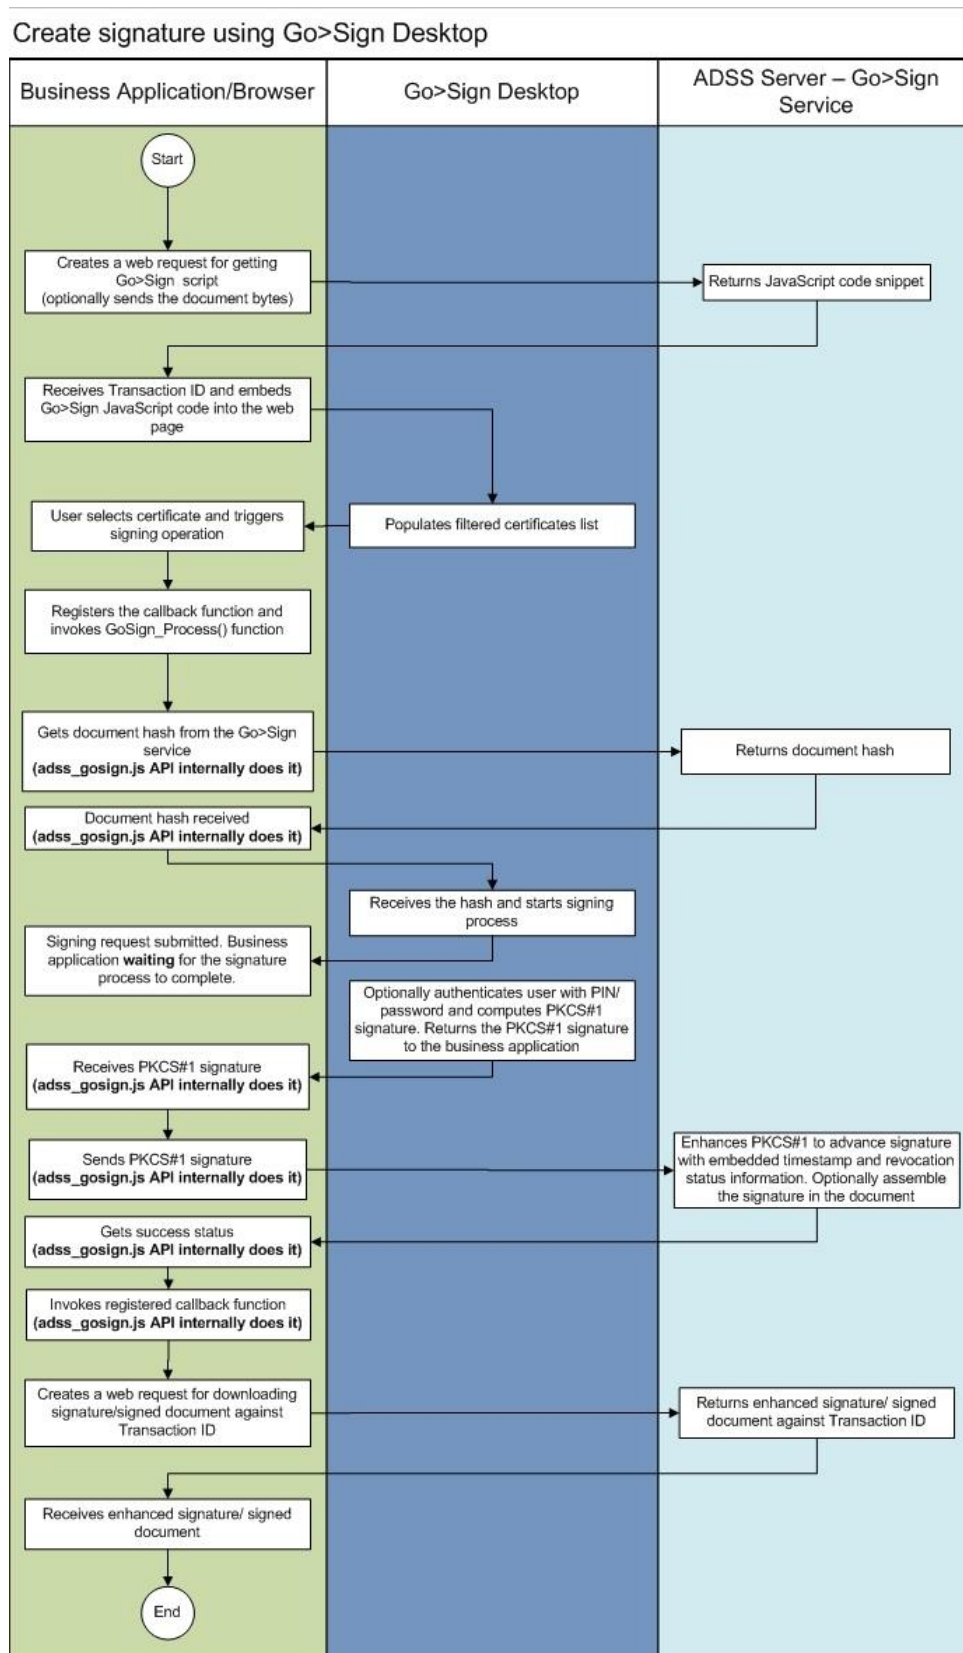 Create signature using Go>Sign Desktop
Business Application/Browser
Go>Sign Desktop
ADSS Server – Go>Sign
Service
Start
Creates a web request for getting
Go>Sign script
(optionally sends the document bytes)
Returns JavaScript code snippet
Receives Transaction ID and embeds
Go>Sign JavaScript code into the web
page
User selects certificate and triggers
signing operation
Populates filtered certificates list
Registers the callback function and
invokes GoSign_Process() function
Gets document hash from the Go>Sign
service
(adss_gosign.js API internally does it)
Returns document hash
Document hash received
(adss_gosign.js API internally does it)
Receives the hash and starts signing
process
Signing request submitted. Business
application waiting for the signature
process to complete.
Optionally authenticates user with PIN/
password and computes PKCS#1
signature. Returns the PKCS#1 signature
to the business application
Receives PKCS#1 signature
(adss_gosign.js API internally does it)
Sends PKCS#1 signature
(adss_gosign.js API internally does it)
Enhances PKCS#1 to advance signature
with embedded timestamp and revocation
status information. Optionally assemble
the signature in the document
Gets success status
(adss_gosign.js API internally does it)
Invokes registered callback function
(adss_gosign.js API internally does it)
Creates a web request for downloading
signature/signed document against
Transaction ID
Returns enhanced signature/ signed
document against Transaction ID
Receives enhanced signature/ signed
document
End